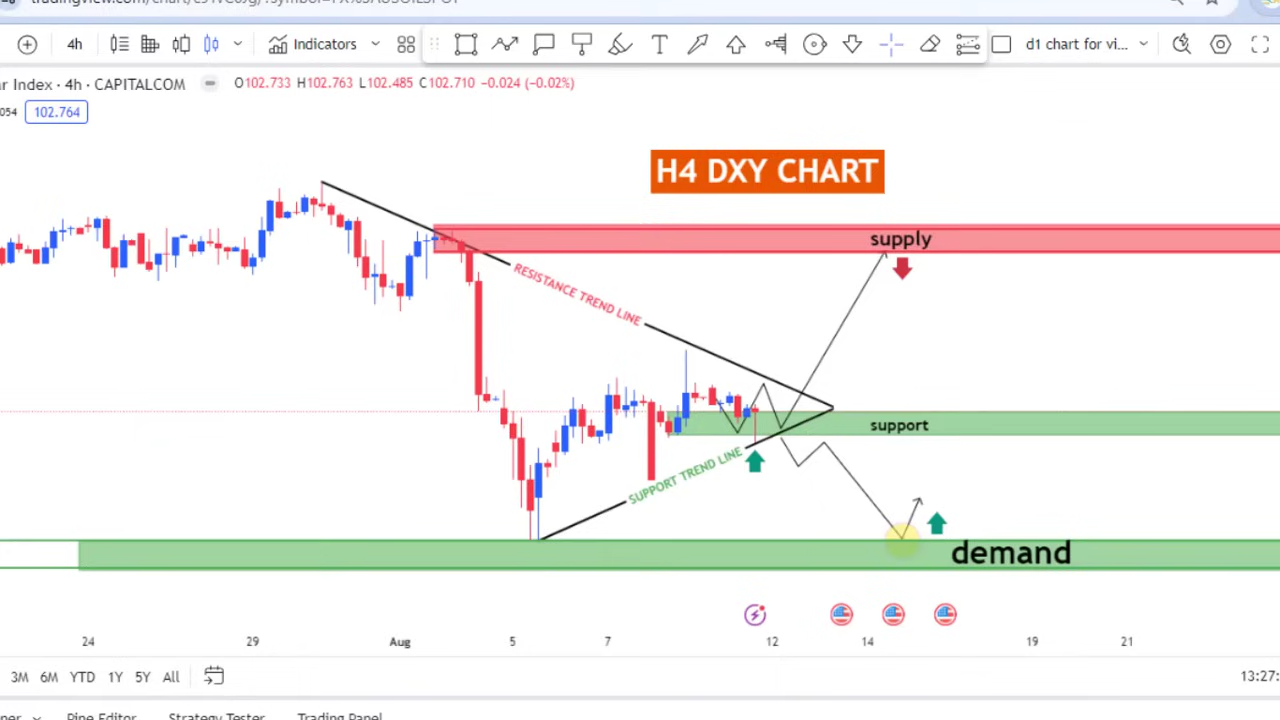 4h
Indicators
d1 chart for vi...
Index · 4h · CAPITALCOM O102.733 H102.763 L102.485 C102.710 −0.024 (−0.02%)
054 102.764
H4 DXY CHART
supply
RESISTANCE TREND LINE
support
SUPPORT TREND LINE
demand
24 29 Aug 5 7 12 14 19 21
3M 6M YTD 1Y 5Y All
13:27:
Pine Editor Strategy Tester Trading Panel